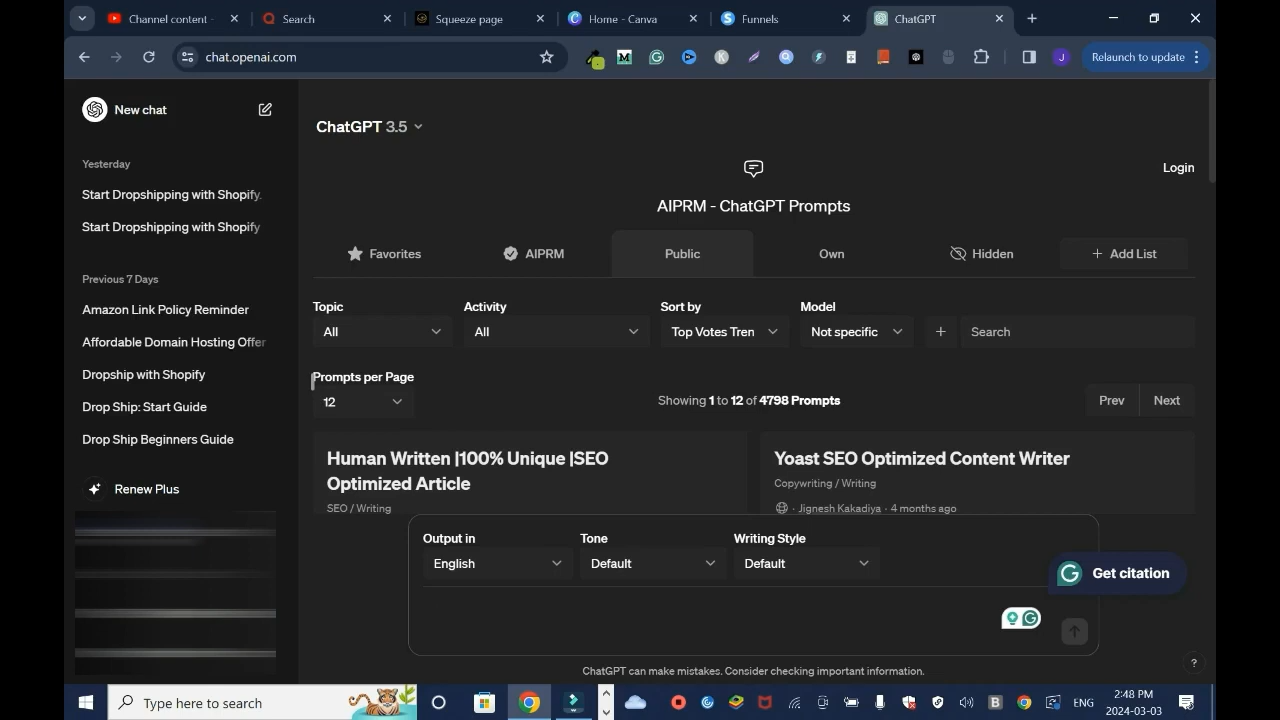 Channel content -
Search
Squeeze page
Home - Canva
Funnels
ChatGPT
chat.openai.com
Relaunch to update
New chat
Yesterday
Start Dropshipping with Shopify.
Start Dropshipping with Shopify
Previous 7 Days
Amazon Link Policy Reminder
Affordable Domain Hosting Offer
Dropship with Shopify
Drop Ship: Start Guide
Drop Ship Beginners Guide
Renew Plus
ChatGPT 3.5
Login
AIPRM - ChatGPT Prompts
Favorites
AIPRM
Public
Own
Hidden
+ Add List
Topic
Activity
Sort by
Model
All
All
Top Votes Tren
Not specific
+
Search
Prompts per Page
12
Showing 1 to 12 of 4798 Prompts
Prev
Next
Human Written |100% Unique |SEO
Optimized Article
SEO / Writing
Yoast SEO Optimized Content Writer
Copywriting / Writing
· Jignesh Kakadiya · 4 months ago
Output in
Tone
Writing Style
English
Default
Default
Get citation
ChatGPT can make mistakes. Consider checking important information.
?
Type here to search
ENG
2:48 PM
2024-03-03